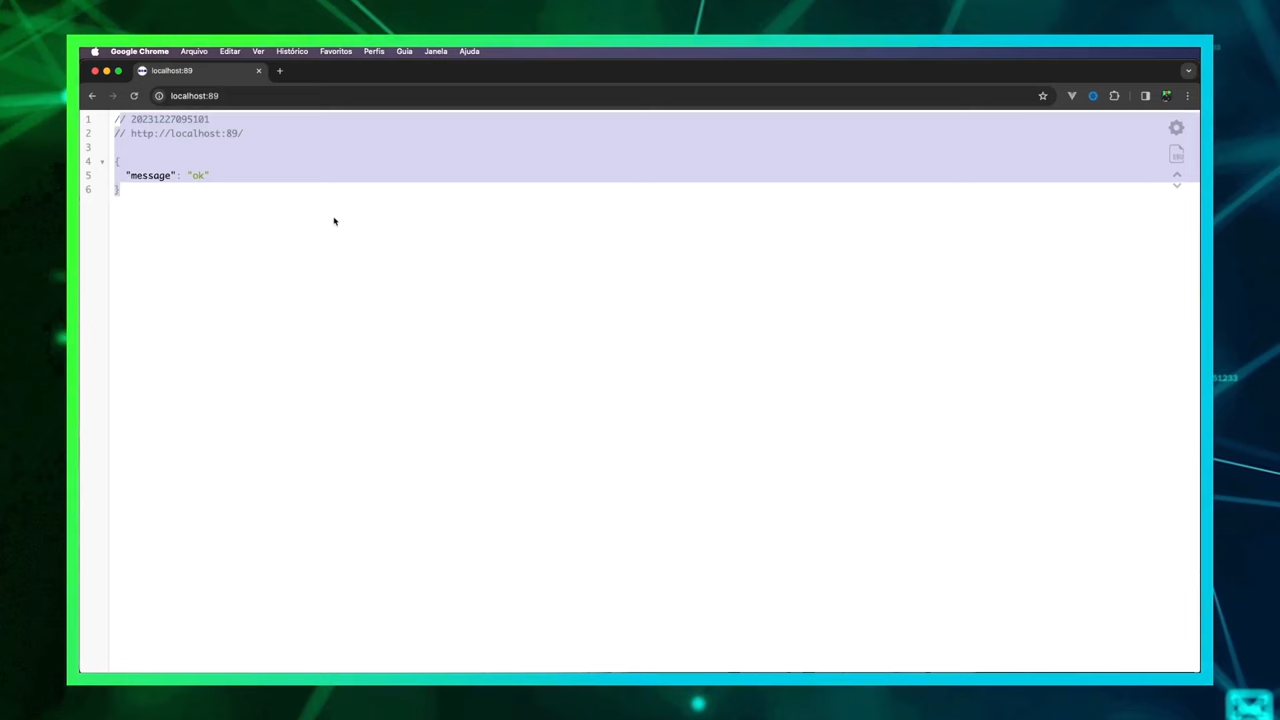 Google Chrome Arquivo Editar Ver Histórico Favoritos Perfis Guia Janela Ajuda
localhost:89
localhost:89
1 // 20231227095101
2 // http://localhost:89/
3
4 {
5 "message": "ok"
6 }